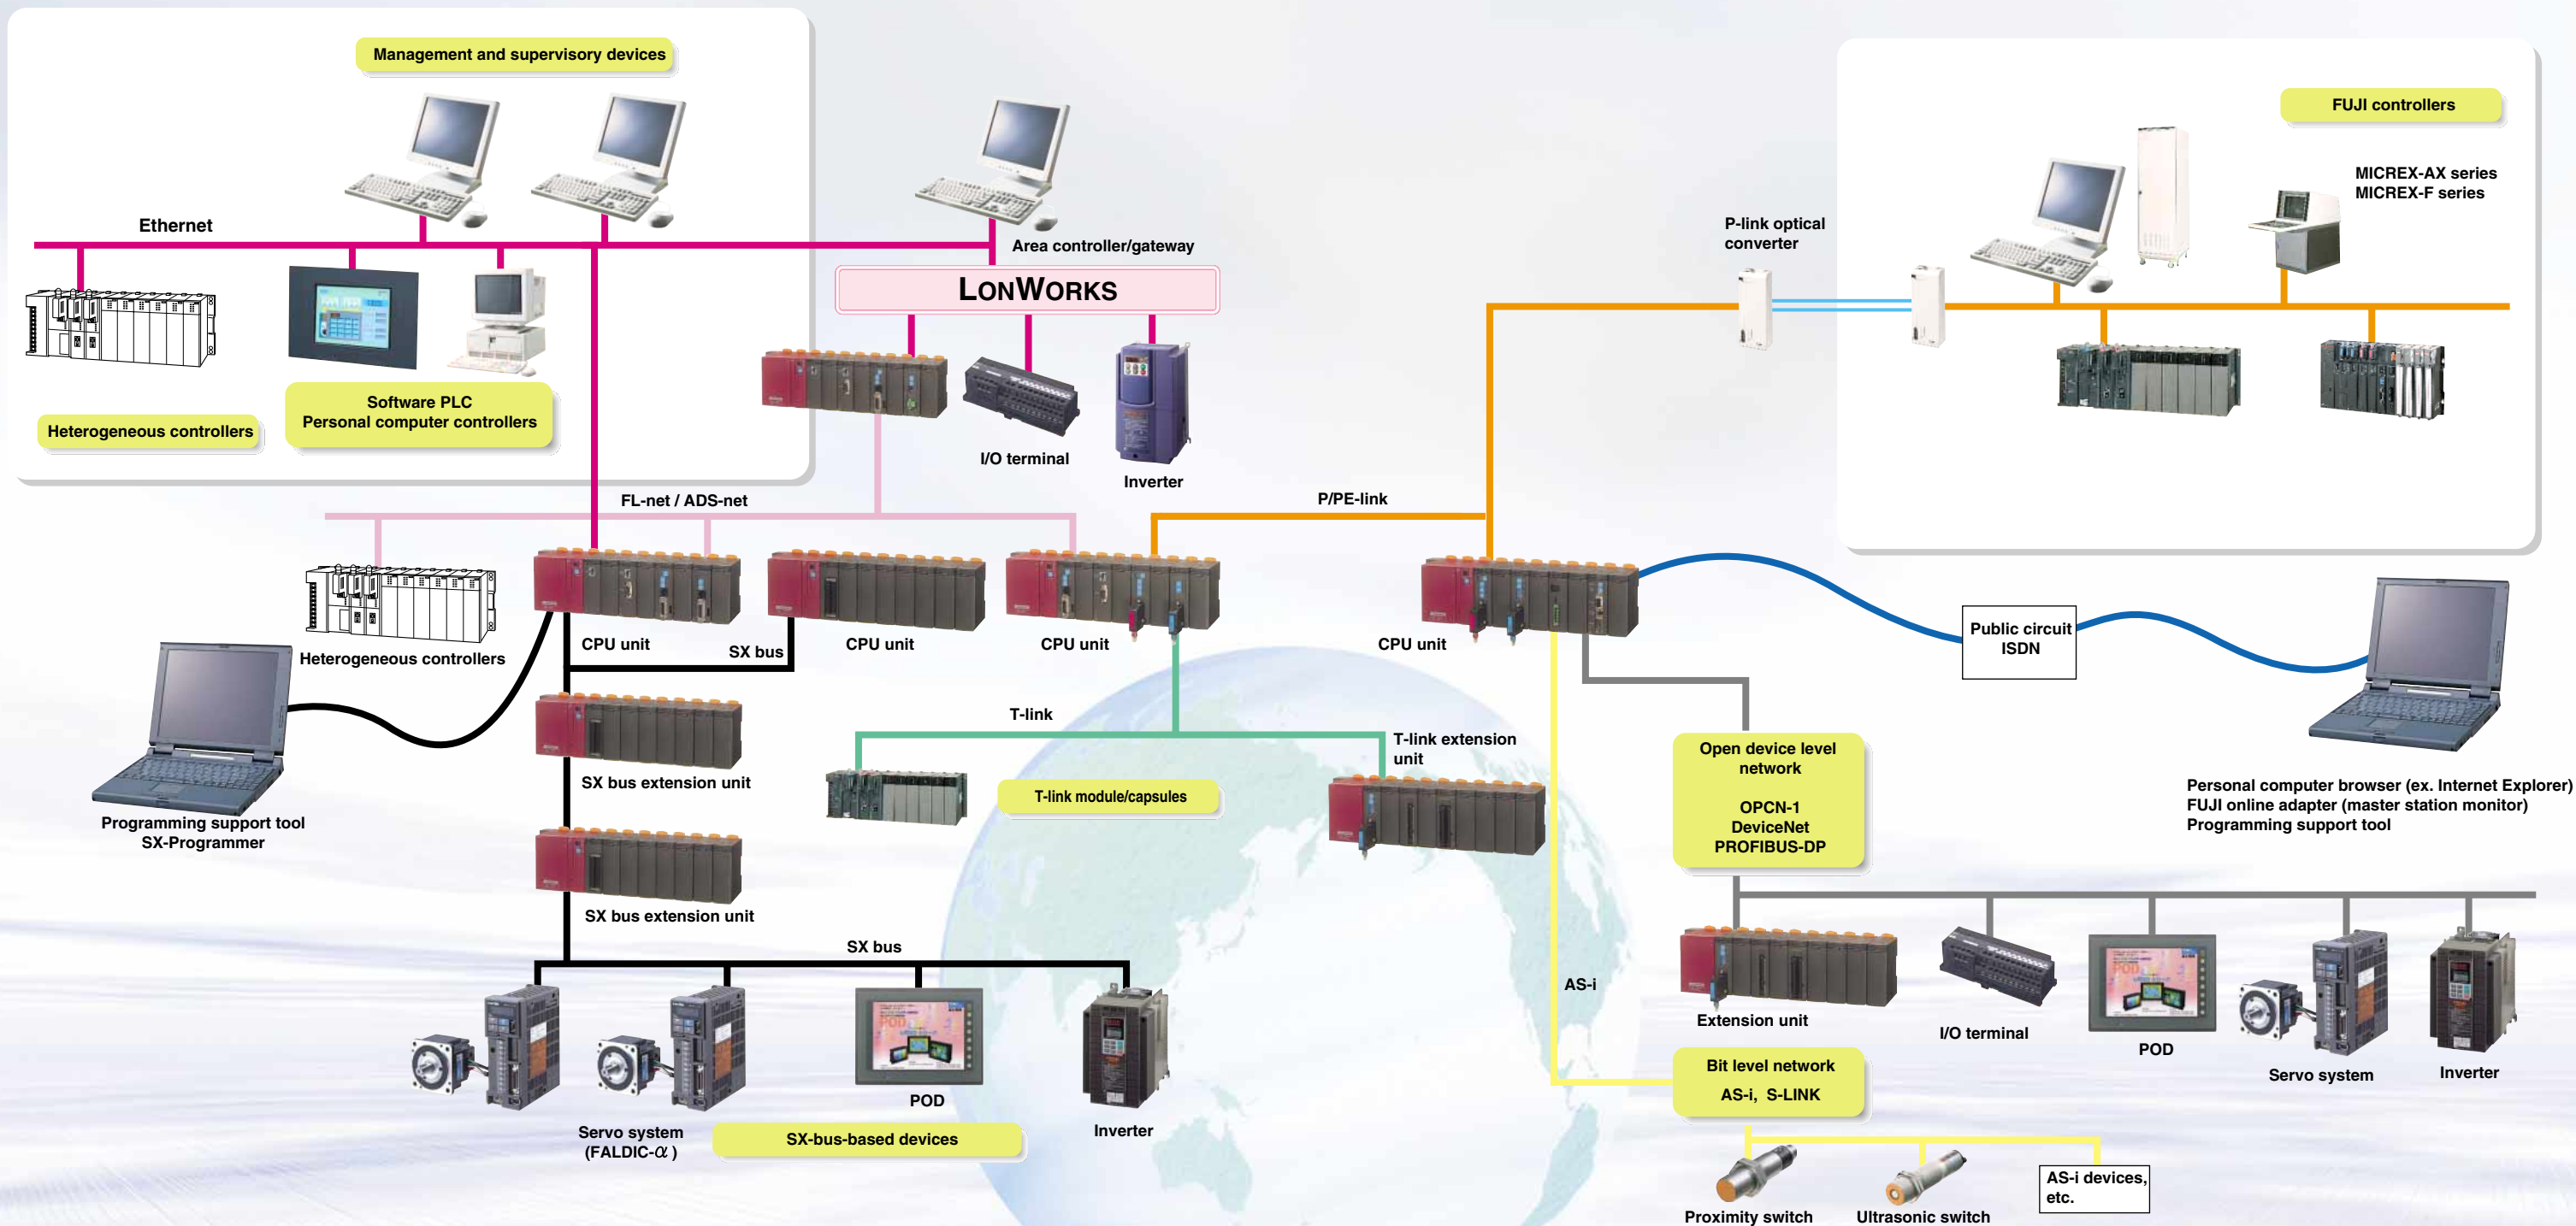 Management and supervisory devices
FUJI controllers
MICREX-AX series
MICREX-F series
Ethernet
Area controller/gateway
P-link optical
converter
LONWORKS
Software PLC
Personal computer controllers
Heterogeneous controllers
I/O terminal
Inverter
FL-net / ADS-net
P/PE-link
Heterogeneous controllers
CPU unit
SX bus
CPU unit
CPU unit
CPU unit
Public circuit
ISDN
T-link
T-link extension
unit
Open device level
network
OPCN-1
DeviceNet
PROFIBUS-DP
SX bus extension unit
T-link module/capsules
Personal computer browser (ex. Internet Explorer)
FUJI online adapter (master station monitor)
Programming support tool
Programming support tool
SX-Programmer
SX bus extension unit
SX bus
AS-i
Extension unit
I/O terminal
POD
Servo system
Inverter
Bit level network
AS-i, S-LINK
POD
Servo system
(FALDIC-α )
SX-bus-based devices
Inverter
AS-i devices,
etc.
Proximity switch
Ultrasonic switch